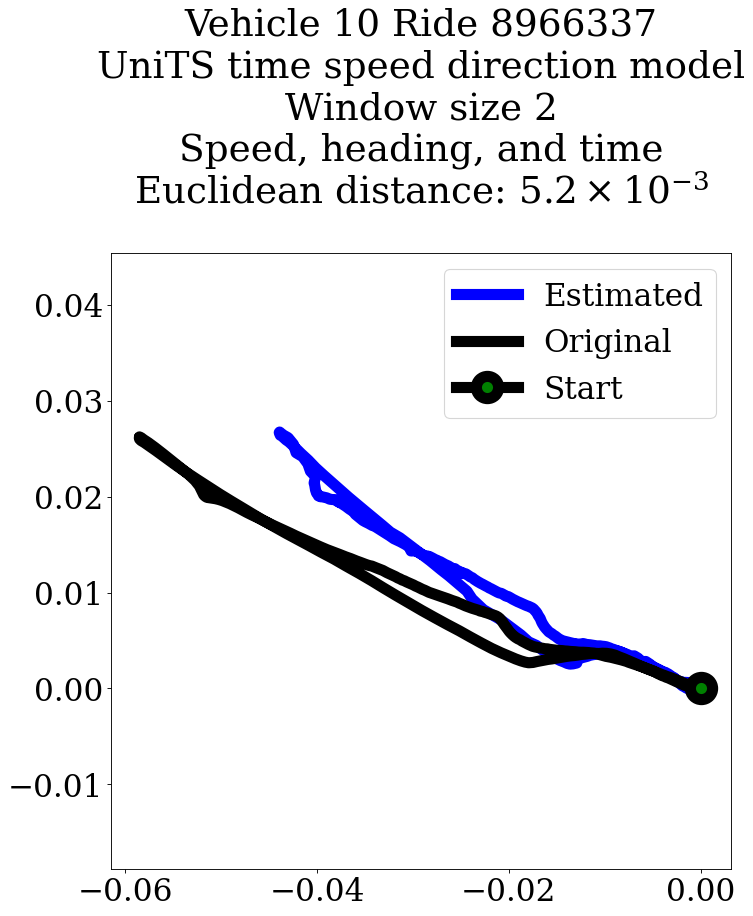 Vehicle 10 Ride 8966337
UniTS time speed direction model
Window size 2
Speed, heading, and time
Euclidean distance: 5.2 × 10⁻³
Estimated
Original
Start
0.04
0.03
0.02
0.01
0.00
−0.01
−0.06
−0.04
−0.02
0.00